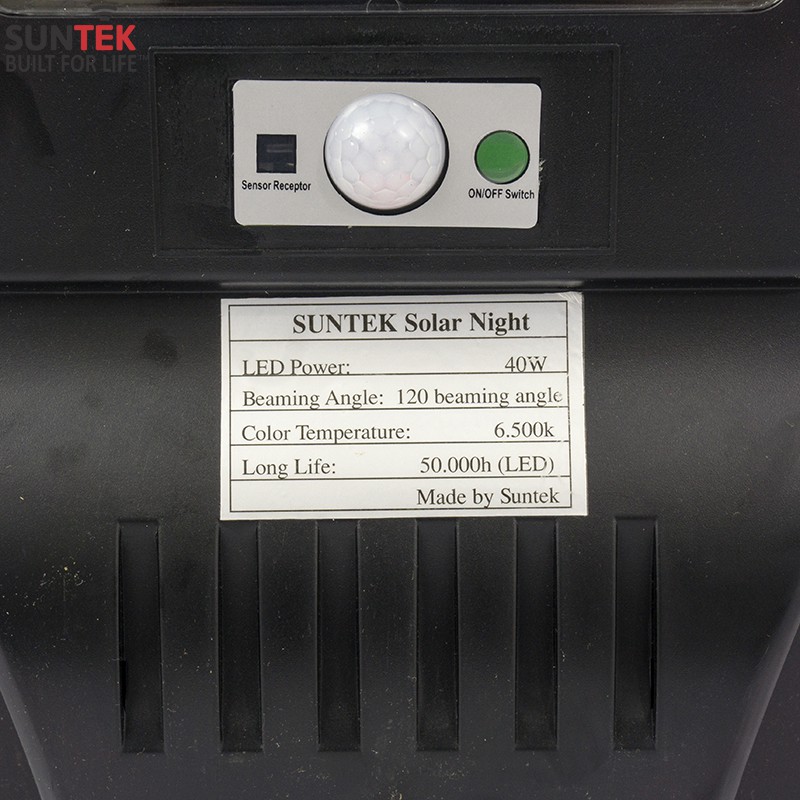 SUNTEK
BUILT FOR LIFE™
Sensor Receptor
ON/OFF Switch
SUNTEK Solar Night
LED Power: 40W
Beaming Angle: 120 beaming angle
Color Temperature: 6.500k
Long Life: 50.000h (LED)
Made by Suntek